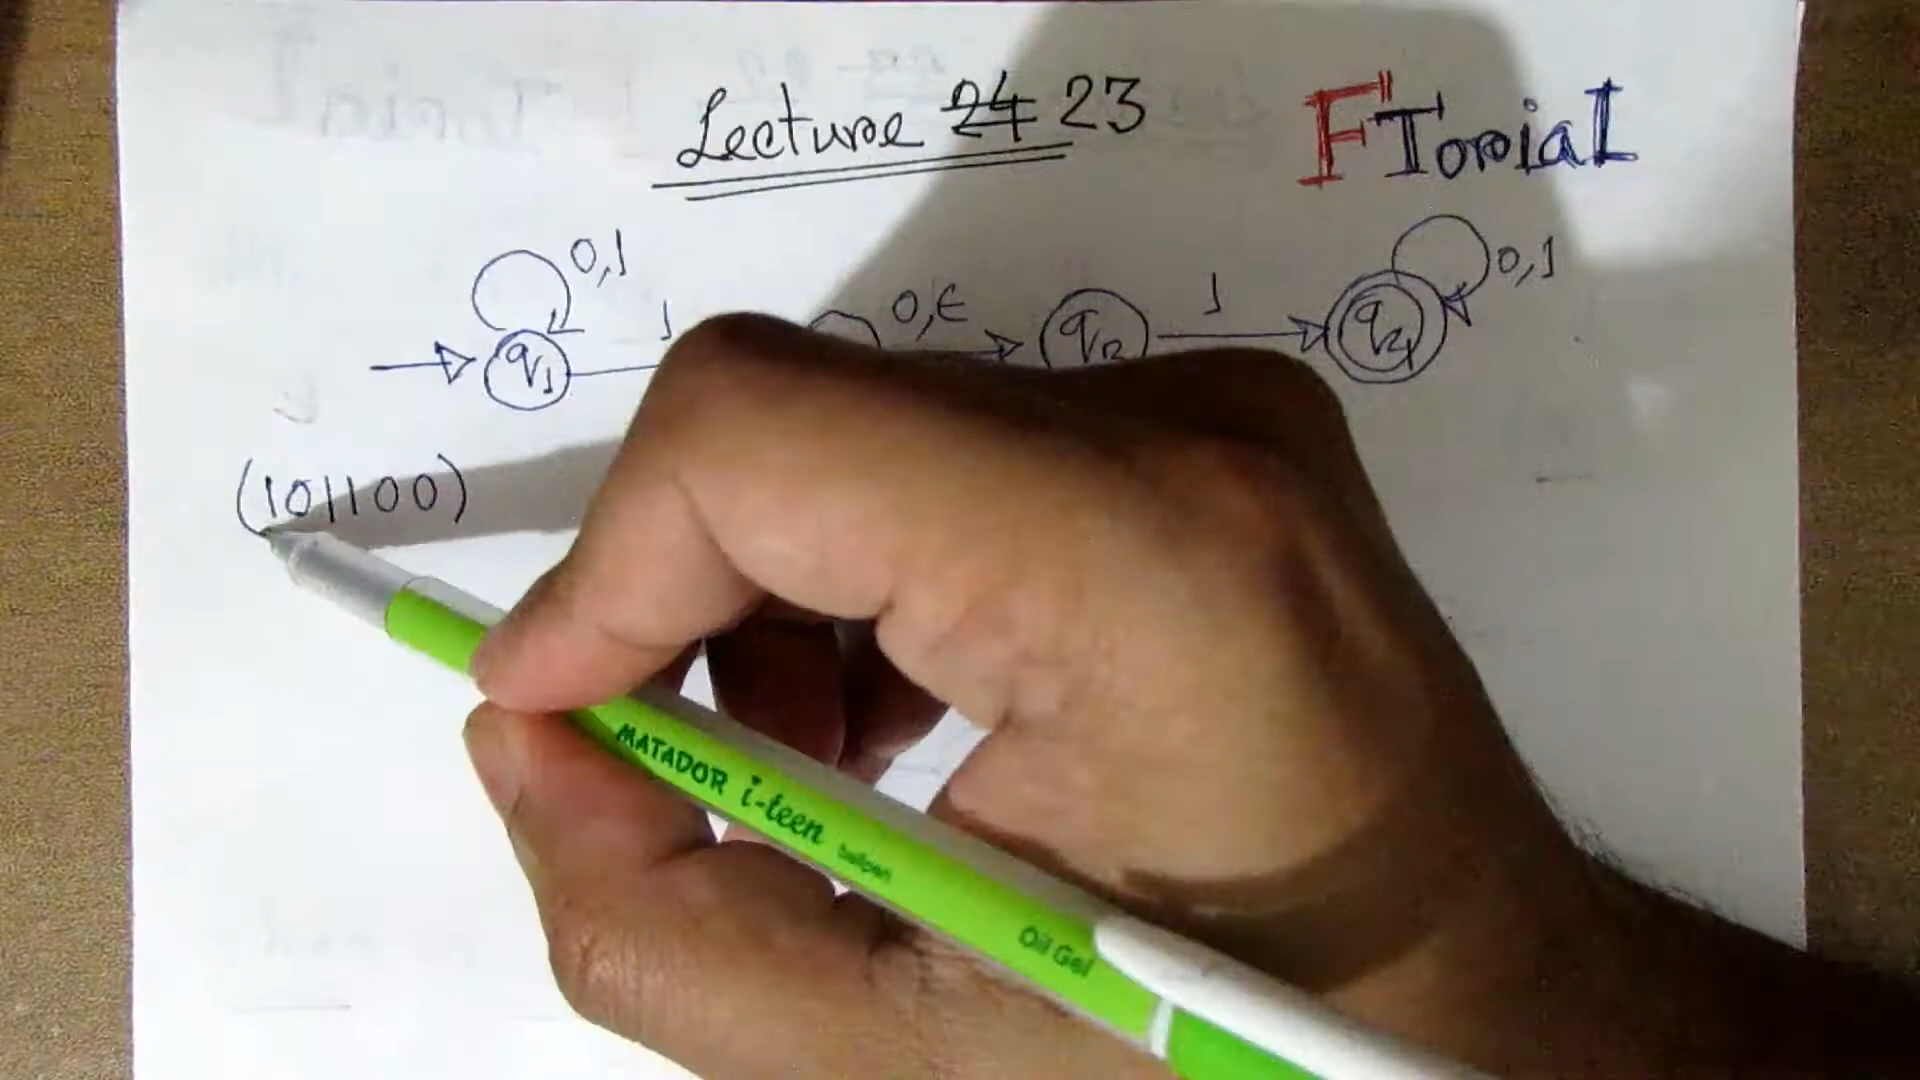 Lecture 24 23
FTorial
0,1
1
0,ε
1
0,1
q1
q3
q4
(101100)
MATADOR i-teen ballpen
Oil Gel